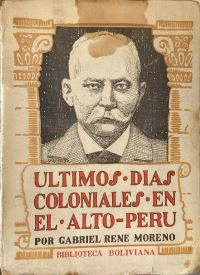 ULTIMOS·DIAS
COLONIALES·EN
EL·ALTO-PERU
POR GABRIEL RENE MORENO
BIBLIOTECA BOLIVIANA